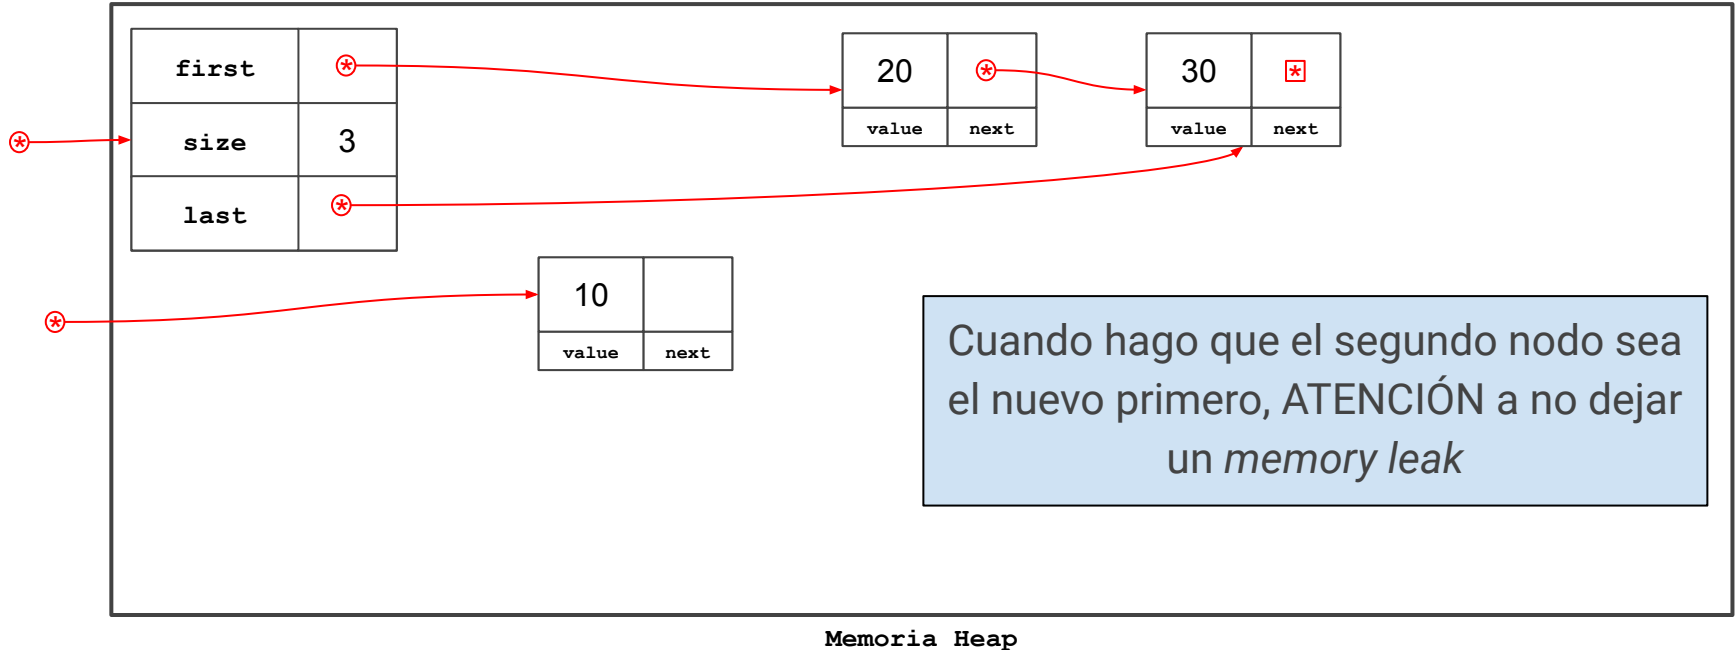 first
size 3
last
20
value next
30
value next
10
value next
Cuando hago que el segundo nodo sea
el nuevo primero, ATENCIÓN a no dejar
un memory leak
Memoria Heap